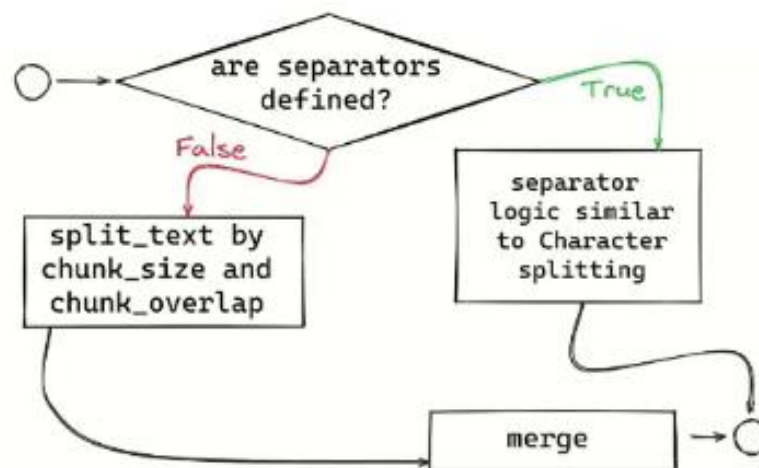 are separators
defined?
True
False
separator
logic similar
to Character
splitting
split_text by
chunk_size and
chunk_overlap
merge